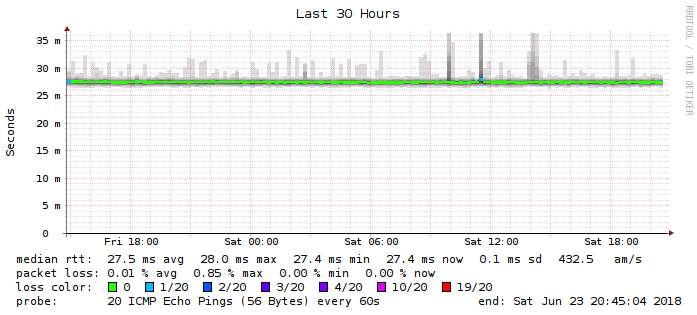 Last 30 Hours
RRDTOOL / TOBI OETIKER
Seconds
35 m
30 m
25 m
20 m
15 m
10 m
5 m
0
Fri 18:00 Sat 00:00 Sat 06:00 Sat 12:00 Sat 18:00
median rtt: 27.5 ms avg 28.0 ms max 27.4 ms min 27.4 ms now 0.1 ms sd 432.5 am/s
packet loss: 0.01 % avg 0.85 % max 0.00 % min 0.00 % now
loss color: 0 1/20 2/20 3/20 4/20 10/20 19/20
probe: 20 ICMP Echo Pings (56 Bytes) every 60s end: Sat Jun 23 20:45:04 2018